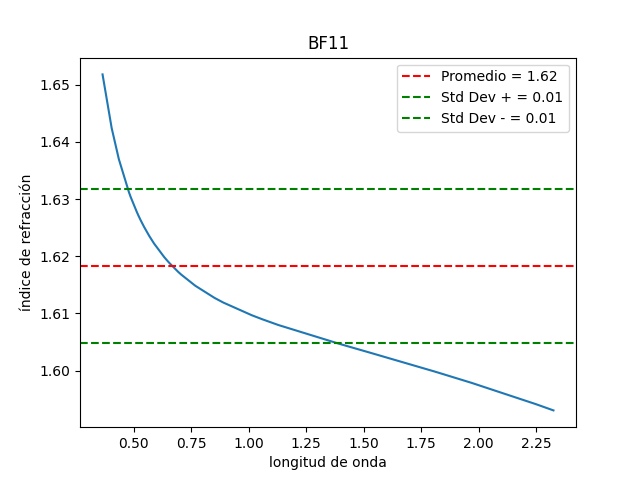 BF11
Promedio = 1.62
Std Dev + = 0.01
Std Dev - = 0.01
índice de refracción
1.65
1.64
1.63
1.62
1.61
1.60
0.50 0.75 1.00 1.25 1.50 1.75 2.00 2.25
longitud de onda